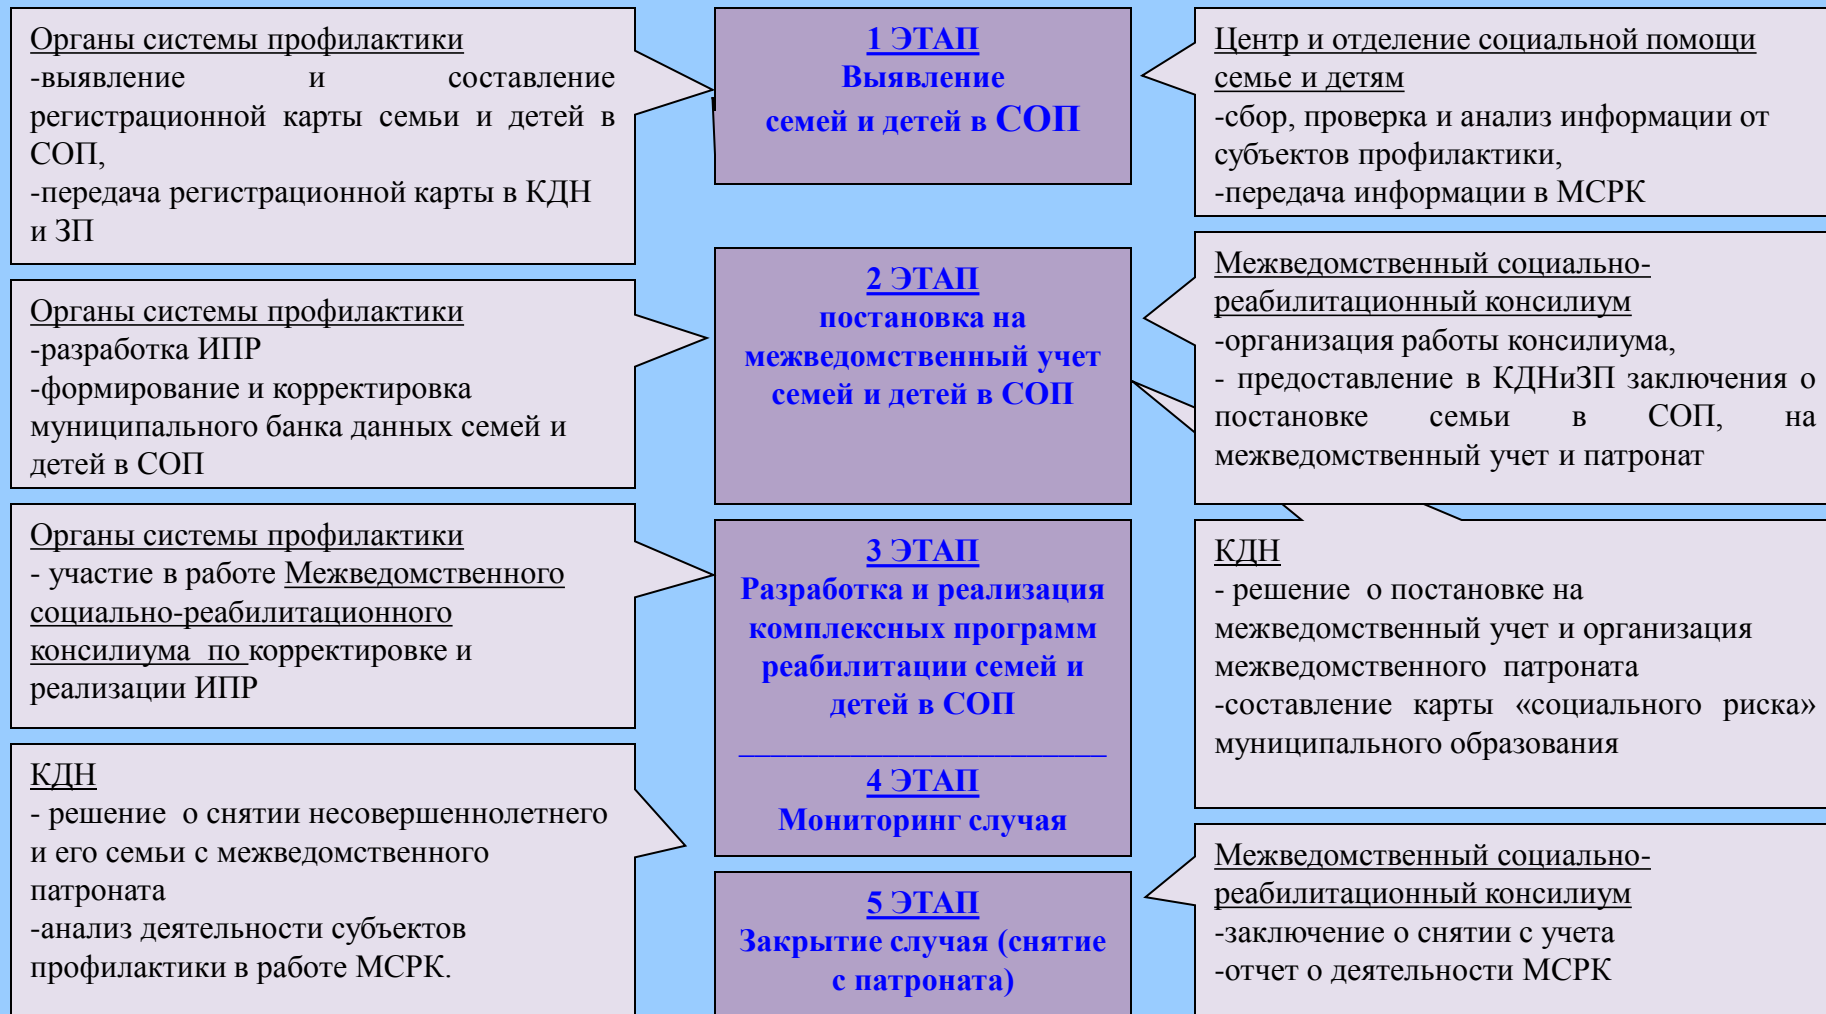 Органы системы профилактики
-выявление и составление
регистрационной карты семьи и детей в
СОП,
-передача регистрационной карты в КДН
и ЗП
1 ЭТАП
Выявление
семей и детей в СОП
Центр и отделение социальной помощи
семье и детям
-сбор, проверка и анализ информации от
субъектов профилактики,
-передача информации в МСРК
Органы системы профилактики
-разработка ИПР
-формирование и корректировка
муниципального банка данных семей и
детей в СОП
2 ЭТАП
постановка на
межведомственный учет
семей и детей в СОП
Межведомственный социально-
реабилитационный консилиум
-организация работы консилиума,
- предоставление в КДНиЗП заключения о
постановке семьи в СОП, на
межведомственный учет и патронат
Органы системы профилактики
- участие в работе Межведомственного
социально-реабилитационного
консилиума по корректировке и
реализации ИПР
3 ЭТАП
Разработка и реализация
комплексных программ
реабилитации семей и
детей в СОП
_______________________
4 ЭТАП
Мониторинг случая
КДН
- решение о постановке на
межведомственный учет и организация
межведомственного патроната
-составление карты «социального риска»
муниципального образования
КДН
- решение о снятии несовершеннолетнего
и его семьи с межведомственного
патроната
-анализ деятельности субъектов
профилактики в работе МСРК.
5 ЭТАП
Закрытие случая (снятие
с патроната)
Межведомственный социально-
реабилитационный консилиум
-заключение о снятии с учета
-отчет о деятельности МСРК